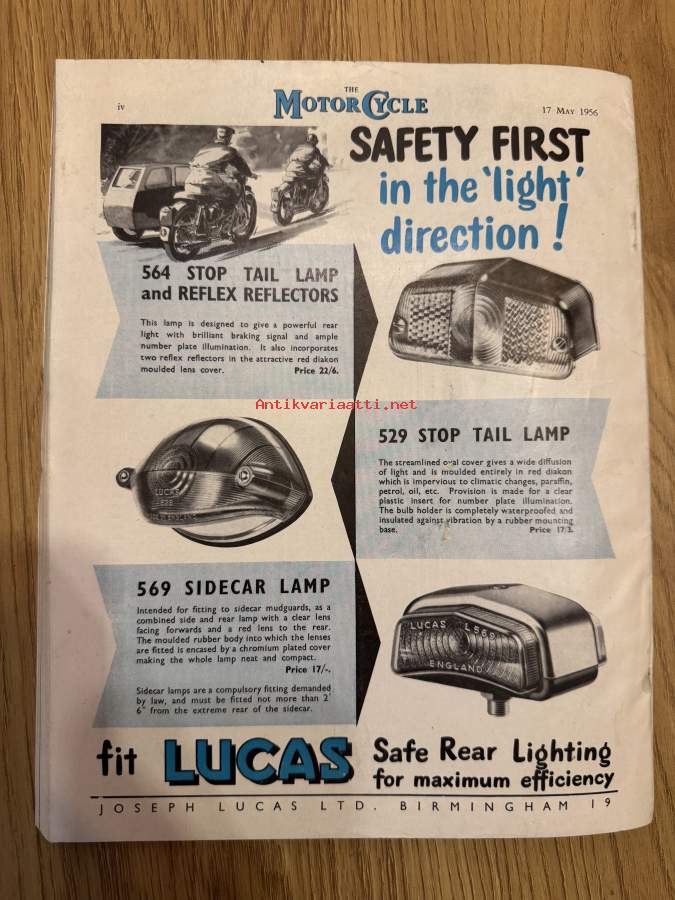 iv
THE
MOTOR CYCLE
17 MAY 1956
SAFETY FIRST
in the 'light'
direction!
564 STOP TAIL LAMP
and REFLEX REFLECTORS
This lamp is designed to give a powerful rear
light with brilliant braking signal and ample
number plate illumination. It also incorporates
two reflex reflectors in the attractive red diakon
moulded lens cover. Price 22/6.
Antikvariaatti.net
529 STOP TAIL LAMP
The streamlined oval cover gives a wide diffusion
of light and is moulded entirely in red diakon
which is impervious to climatic changes, paraffin,
petrol, oil, etc. Provision is made for a clear
plastic insert for number plate illumination.
The bulb holder is completely waterproofed and
insulated against vibration by a rubber mounting
base. Price 17/3.
LUCAS
569 SIDECAR LAMP
Intended for fitting to sidecar mudguards, as a
combined side and rear lamp with a clear lens
facing forwards and a red lens to the rear.
The moulded rubber body into which the lenses
are fitted is encased by a chromium plated cover
making the whole lamp neat and compact.
Price 17/-.
Sidecar lamps are a compulsory fitting demanded
by law, and must be fitted not more than 2'
6" from the extreme rear of the sidecar.
LUCAS L569
ENGLAND
fit LUCAS Safe Rear Lighting
for maximum efficiency
JOSEPH LUCAS LTD. BIRMINGHAM 19